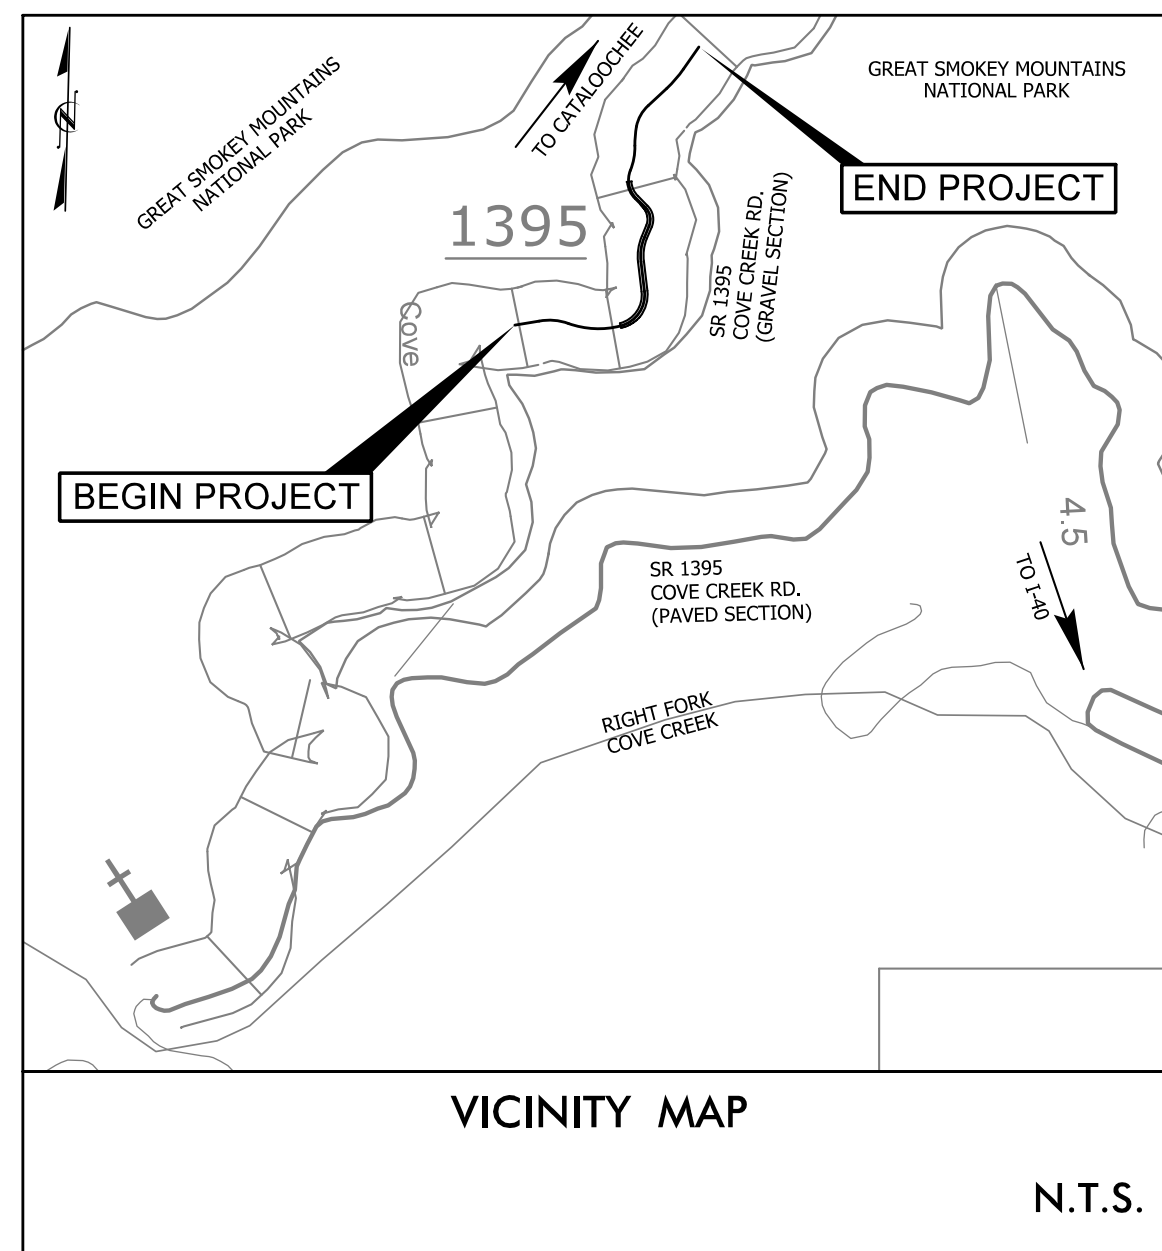 GREAT SMOKEY MOUNTAINS
NATIONAL PARK
TO CATALOOCHEE
GREAT SMOKEY MOUNTAINS
NATIONAL PARK
END PROJECT
1395
SR 1395
COVE CREEK RD.
(GRAVEL SECTION)
Cove
BEGIN PROJECT
4.5
TO I-40
SR 1395
COVE CREEK RD.
(PAVED SECTION)
RIGHT FORK
COVE CREEK
VICINITY MAP
N.T.S.
N